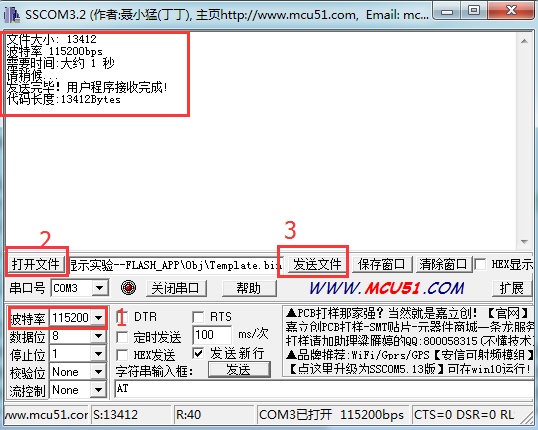 SSCOM3.2 (作者:聂小猛(丁丁), 主页http://www.mcu51.com, Email: mc...
文件大小: 13412
波特率 115200bps
需要时间:大约 1 秒
请稍候...
发送完毕! 用户程序接收完成!
代码长度:13412Bytes
2
3
打开文件 显示实验--FLASH_APP\Obj\Template.bin 发送文件 保存窗口 清除窗口 HEX显示
串口号 COM3 关闭串口 帮助 WWW.MCU51.COM 扩展
波特率 115200 1 DTR RTS
数据位 8 定时发送 100 ms/次
停止位 1 HEX发送 发送新行
校验位 None 字符串输入框: 发送
流控制 None AT
▲PCB打样那家强? 当然就是嘉立创! 【官网】
嘉立创PCB打样-SMT贴片-元器件商城—条龙服务
打样请加助理梁雁婷的QQ:800058315(不懂技术)
▲品牌推荐:WiFi/Gprs/GPS【安信可射频模组】
【点这里升级为SSCOM5.13版】可在win10运行!
www.mcu51.cor S:13412 R:40 COM3已打开 115200bps CTS=0 DSR=0 RL